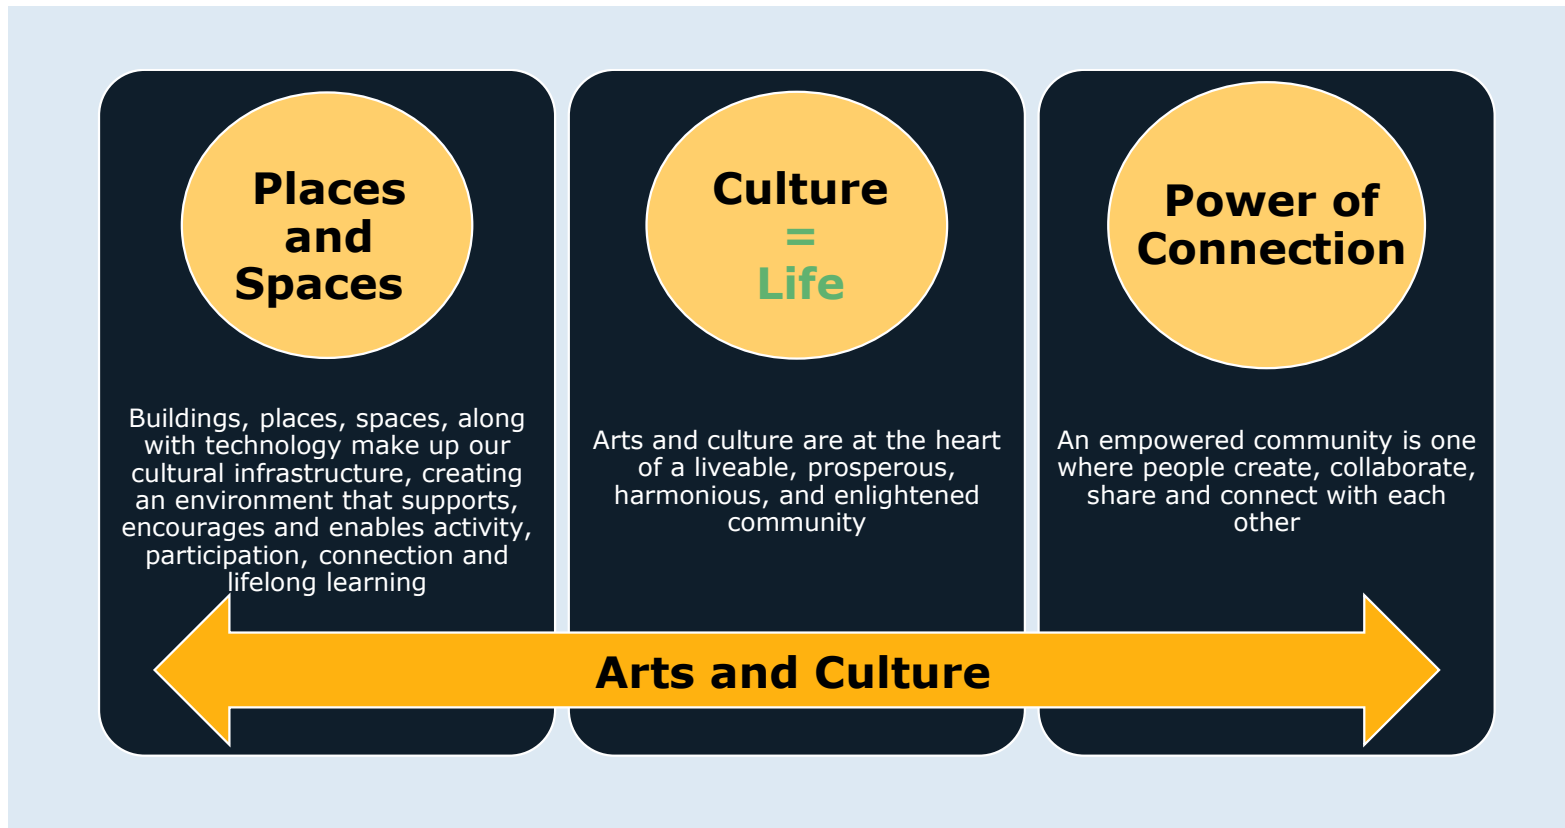 Places
and
Spaces
Buildings, places, spaces, along
with technology make up our
cultural infrastructure, creating
an environment that supports,
encourages and enables activity,
participation, connection and
lifelong learning
Culture
=
Life
Arts and culture are at the heart
of a liveable, prosperous,
harmonious, and enlightened
community
Power of
Connection
An empowered community is one
where people create, collaborate,
share and connect with each
other
Arts and Culture